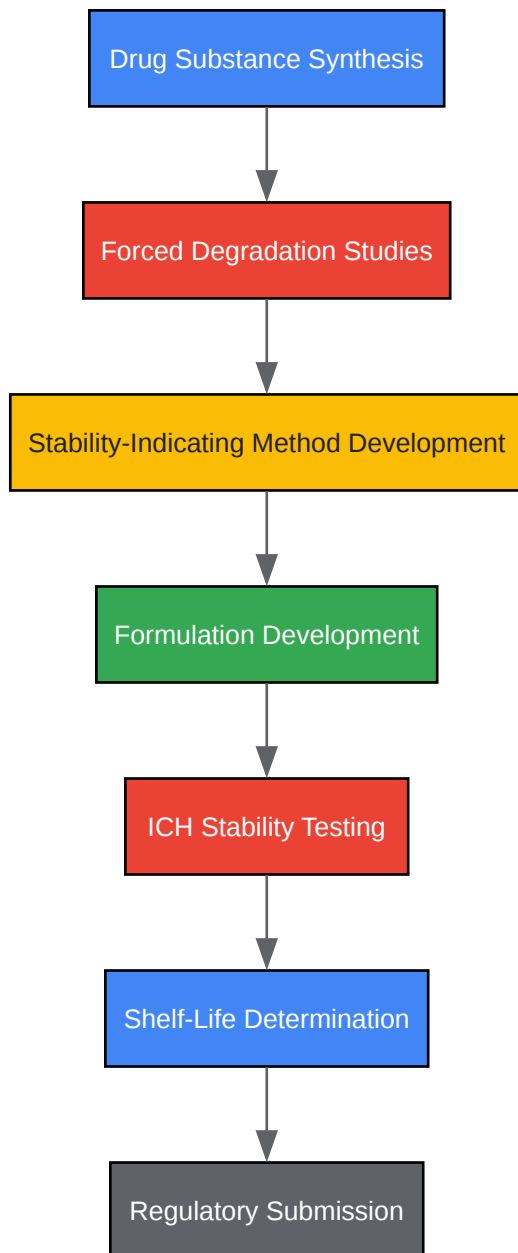 Drug Substance Synthesis
Forced Degradation Studies
Stability-Indicating Method Development
Formulation Development
ICH Stability Testing
Shelf-Life Determination
Regulatory Submission